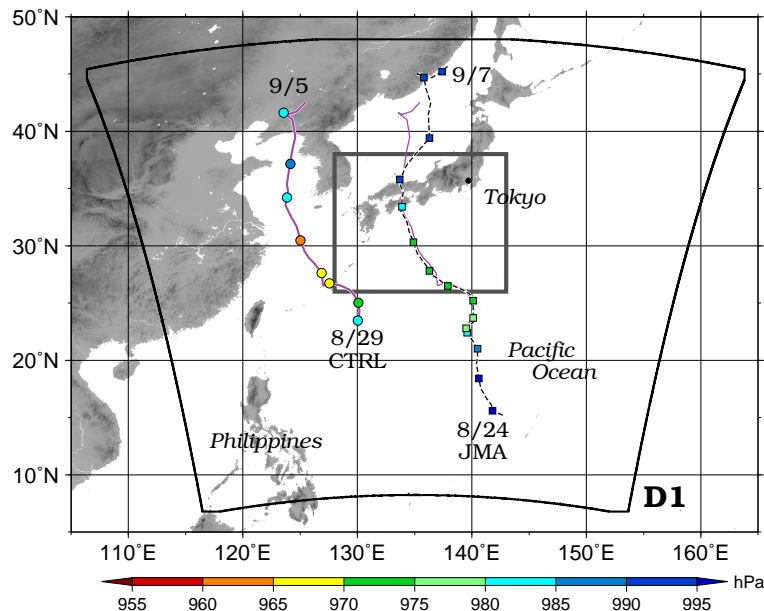 50°N
40°N
30°N
20°N
10°N
9/5
9/7
Tokyo
8/29
CTRL
Pacific
Ocean
8/24
JMA
Philippines
D1
110°E 120°E 130°E 140°E 150°E 160°E
hPa
955 960 965 970 975 980 985 990 995